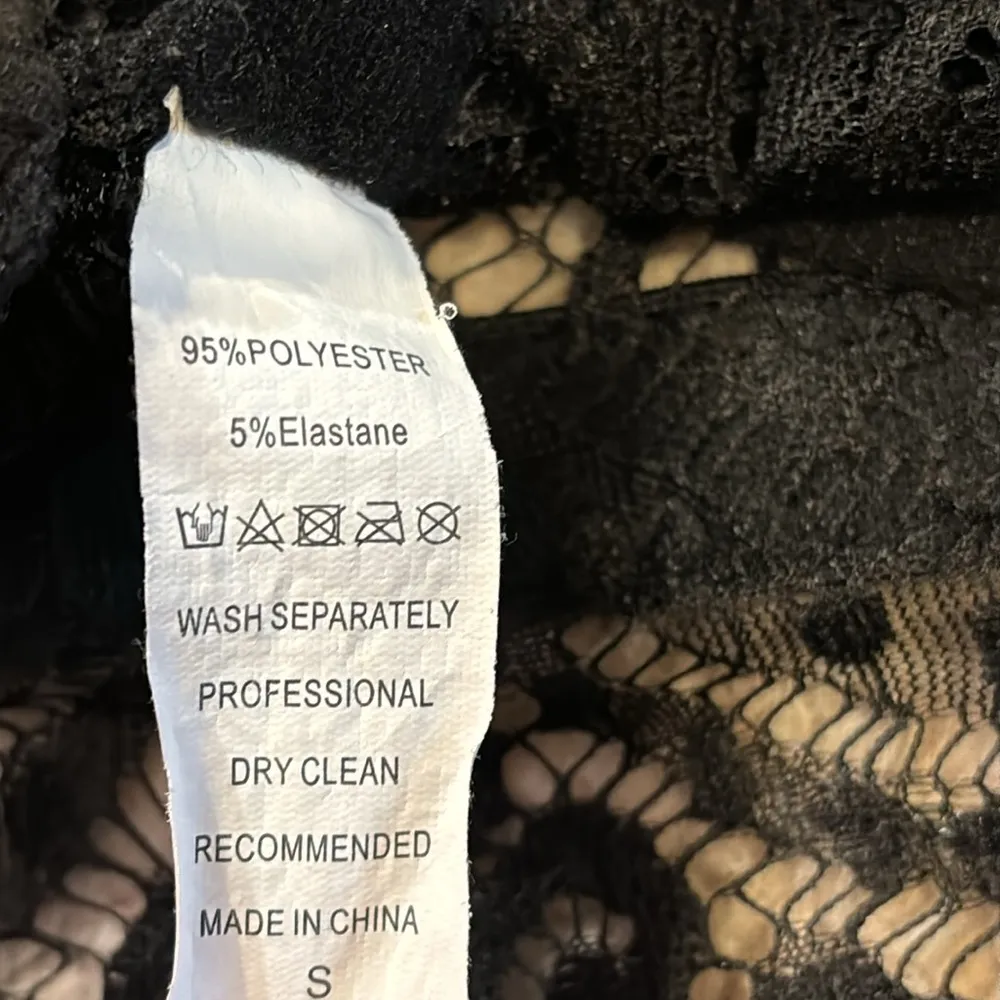 95%POLYESTER
5%Elastane
WASH SEPARATELY
PROFESSIONAL
DRY CLEAN
RECOMMENDED
MADE IN CHINA
S